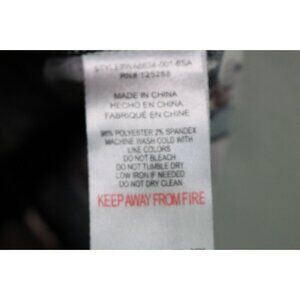 RN# 125288
MADE IN CHINA
HECHO EN CHINA
FABRIQUÉ EN CHINE
98% POLYESTER 2% SPANDEX
MACHINE WASH COLD WITH
LIKE COLORS
DO NOT BLEACH
DO NOT TUMBLE DRY
LOW IRON IF NEEDED
DO NOT DRY CLEAN
KEEP AWAY FROM FIRE